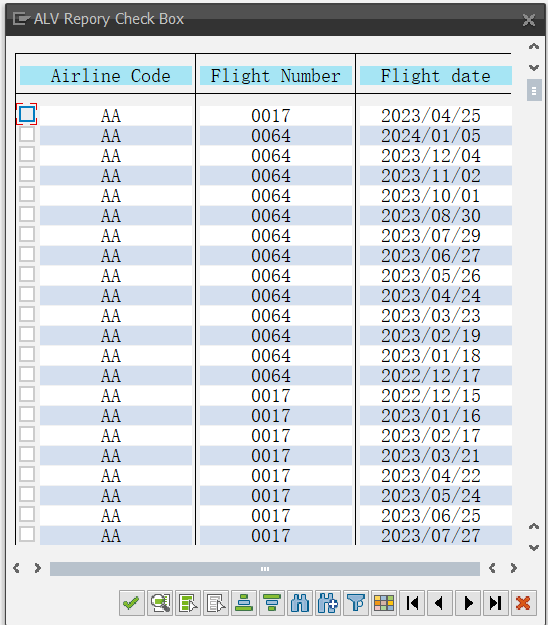 ALV Repory Check Box
Airline Code Flight Number Flight date
AA 0017 2023/04/25
AA 0064 2024/01/05
AA 0064 2023/12/04
AA 0064 2023/11/02
AA 0064 2023/10/01
AA 0064 2023/08/30
AA 0064 2023/07/29
AA 0064 2023/06/27
AA 0064 2023/05/26
AA 0064 2023/04/24
AA 0064 2023/03/23
AA 0064 2023/02/19
AA 0064 2023/01/18
AA 0064 2022/12/17
AA 0017 2022/12/15
AA 0017 2023/01/16
AA 0017 2023/02/17
AA 0017 2023/03/21
AA 0017 2023/04/22
AA 0017 2023/05/24
AA 0017 2023/06/25
AA 0017 2023/07/27